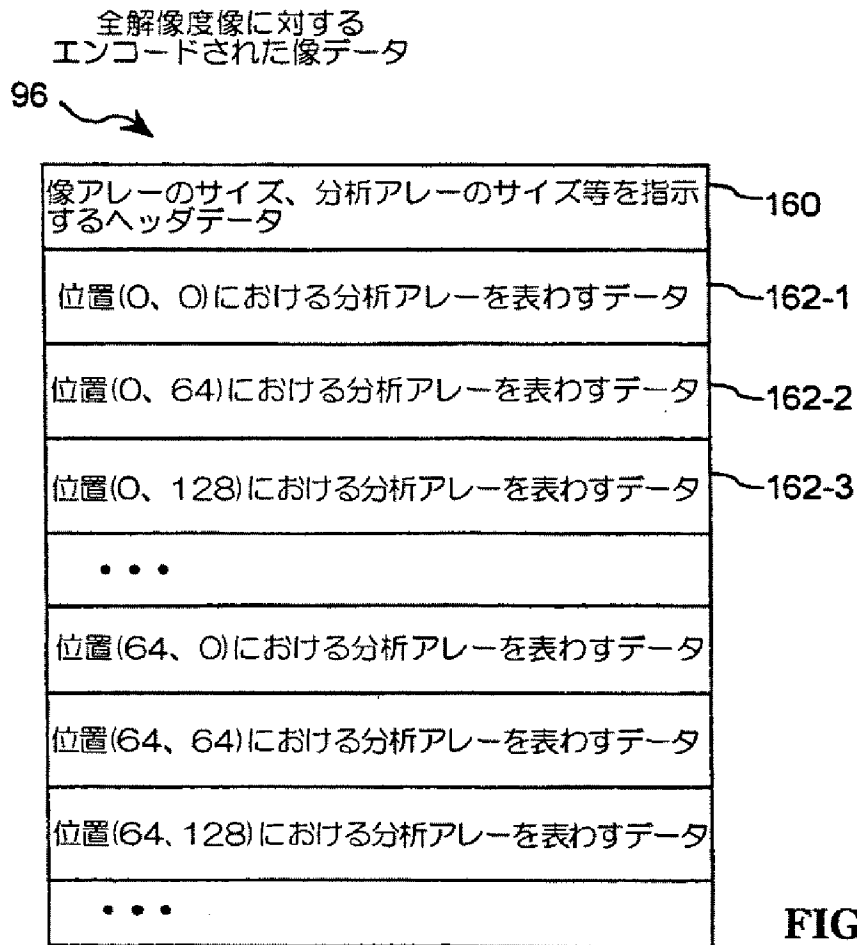 全解像度像に対する
エンコードされた像データ
96
像アレーのサイズ、分析アレーのサイズ等を指示
するヘッダデータ
160
位置(0、0)における分析アレーを表わすデータ
162-1
位置(0、64)における分析アレーを表わすデータ
162-2
位置(0、128)における分析アレーを表わすデータ
162-3
• • •
位置(64、0)における分析アレーを表わすデータ
位置(64、64)における分析アレーを表わすデータ
位置(64、128)における分析アレーを表わすデータ
• • •
FIG